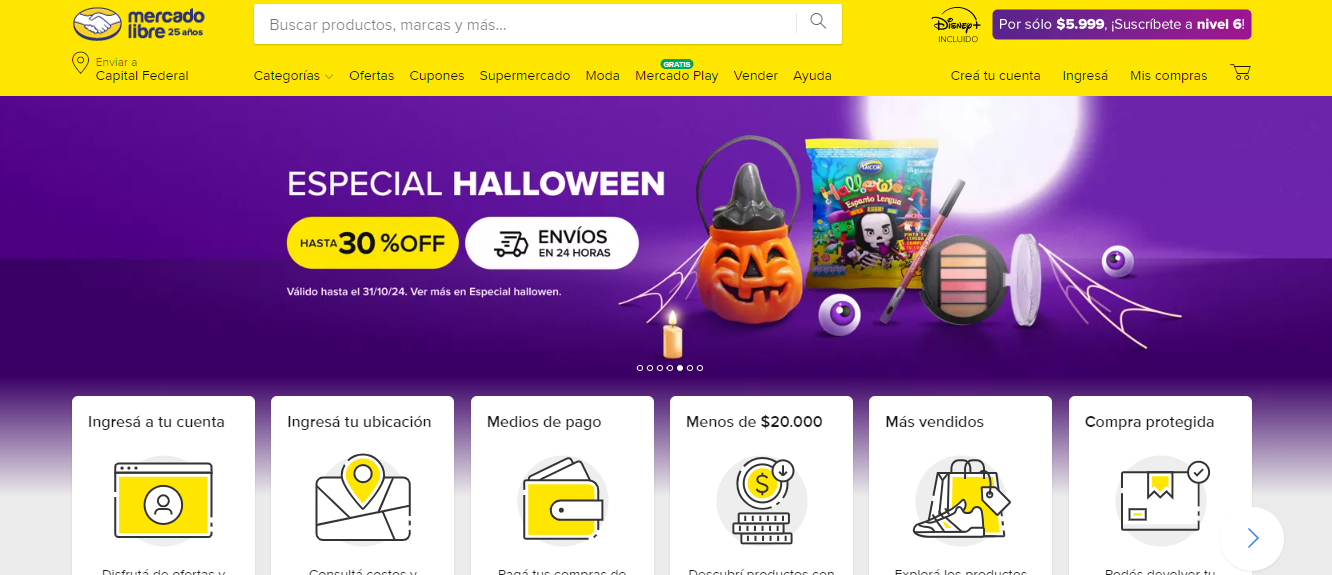 mercado
libre 25 años
Buscar productos, marcas y más...
Disney+
INCLUIDO
Por sólo $5.999, ¡Suscríbete a nivel 6!
Enviar a
Capital Federal
Categorías
Ofertas
Cupones
Supermercado
Moda
GRATIS
Mercado Play
Vender
Ayuda
Creá tu cuenta
Ingresá
Mis compras
ESPECIAL HALLOWEEN
HASTA 30 %OFF
ENVÍOS
EN 24 HORAS
Válido hasta el 31/10/24. Ver más en Especial hallowen.
ARCOR
Halloween
Espanto Lengua
Ingresá a tu cuenta
Ingresá tu ubicación
Medios de pago
Menos de $20.000
Más vendidos
Compra protegida
Disfrutá de ofertas y
Consultá costos y
Pagá tus compras de
Descubrí productos con
Explorá los productos
Podés devolver tu